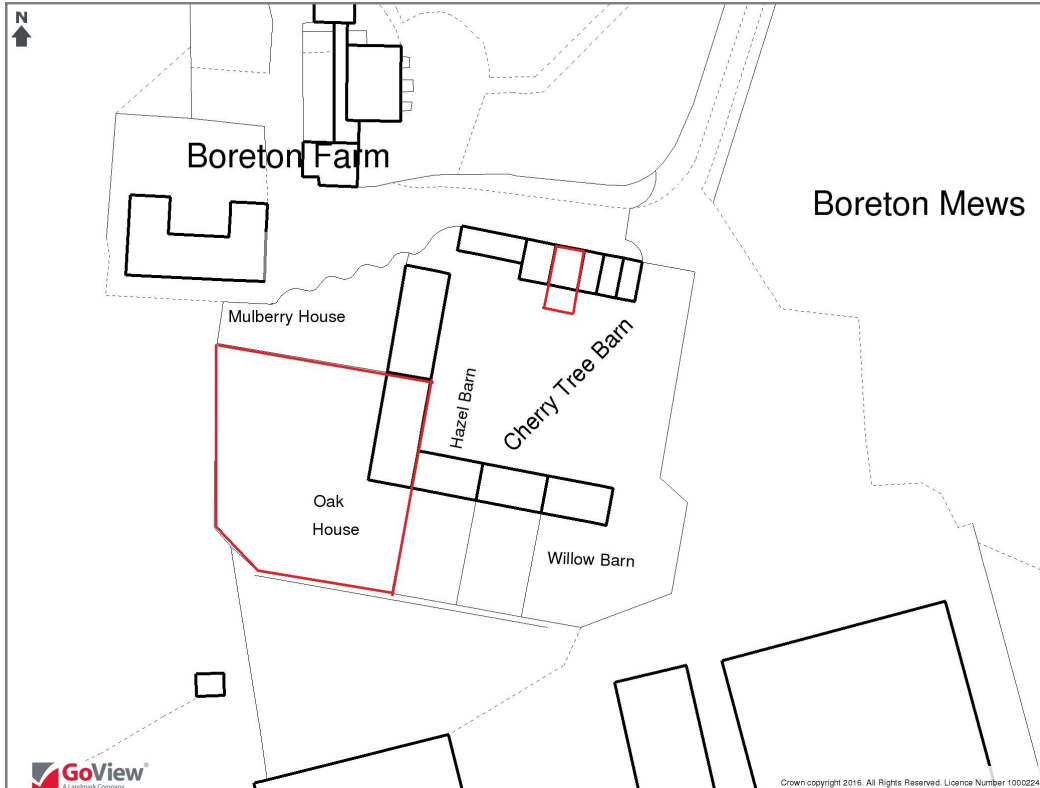 N
Boreton Farm
Boreton Mews
Mulberry House
Hazel Barn
Cherry Tree Barn
Oak
House
Willow Barn
GoView®
A Landmark Company
Crown copyright 2016. All Rights Reserved. Licence Number 1000224